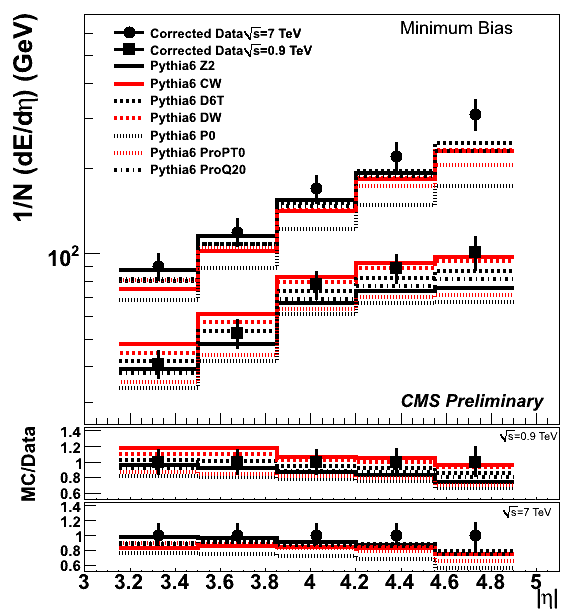 1/N (dE/dη) (GeV)
Minimum Bias
Corrected Data √s=7 TeV
Corrected Data √s=0.9 TeV
Pythia6 Z2
Pythia6 CW
Pythia6 D6T
Pythia6 DW
Pythia6 P0
Pythia6 ProPT0
Pythia6 ProQ20
10²
CMS Preliminary
MC/Data
√s=0.9 TeV
1.4
1.2
1
0.8
0.6
√s=7 TeV
1.4
1.2
1
0.8
0.6
3 3.2 3.4 3.6 3.8 4 4.2 4.4 4.6 4.8 5
|η|